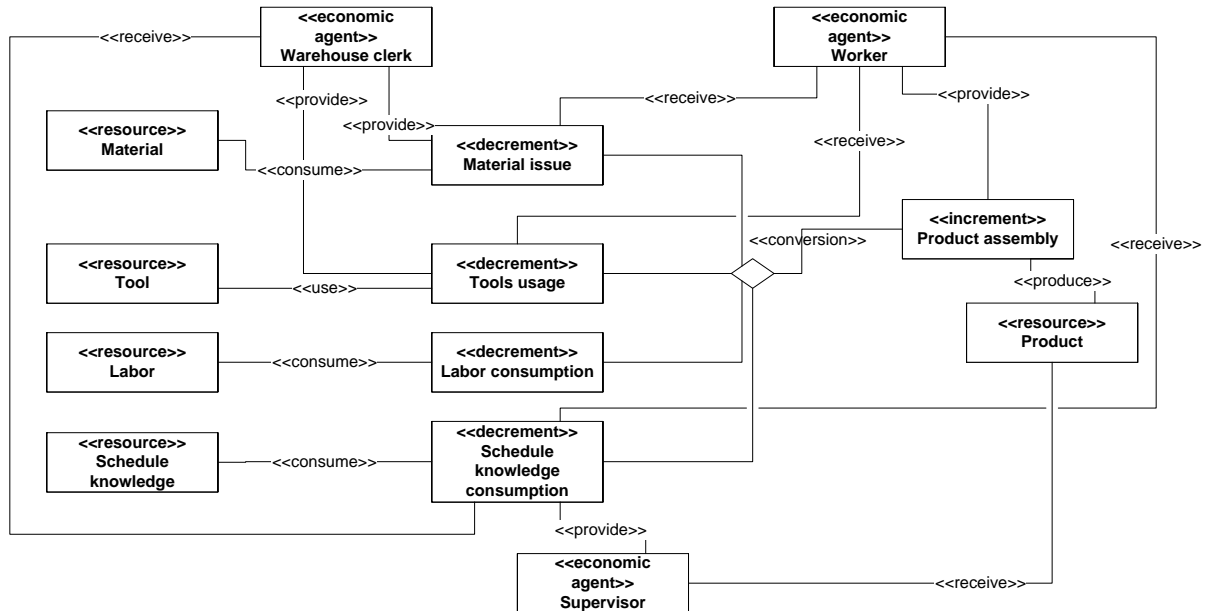 <<economic
agent>>
Warehouse clerk
<<economic
agent>>
Worker
<<receive>>
<<provide>>
<<receive>>
<<provide>>
<<resource>>
Material
<<provide>>
<<decrement>>
Material issue
<<receive>>
<<consume>>
<<increment>>
Product assembly
<<conversion>>
<<receive>>
<<resource>>
Tool
<<decrement>>
Tools usage
<<use>>
<<produce>>
<<resource>>
Product
<<resource>>
Labor
<<consume>>
<<decrement>>
Labor consumption
<<resource>>
Schedule
knowledge
<<consume>>
<<decrement>>
Schedule
knowledge
consumption
<<provide>>
<<economic
agent>>
Supervisor
<<receive>>